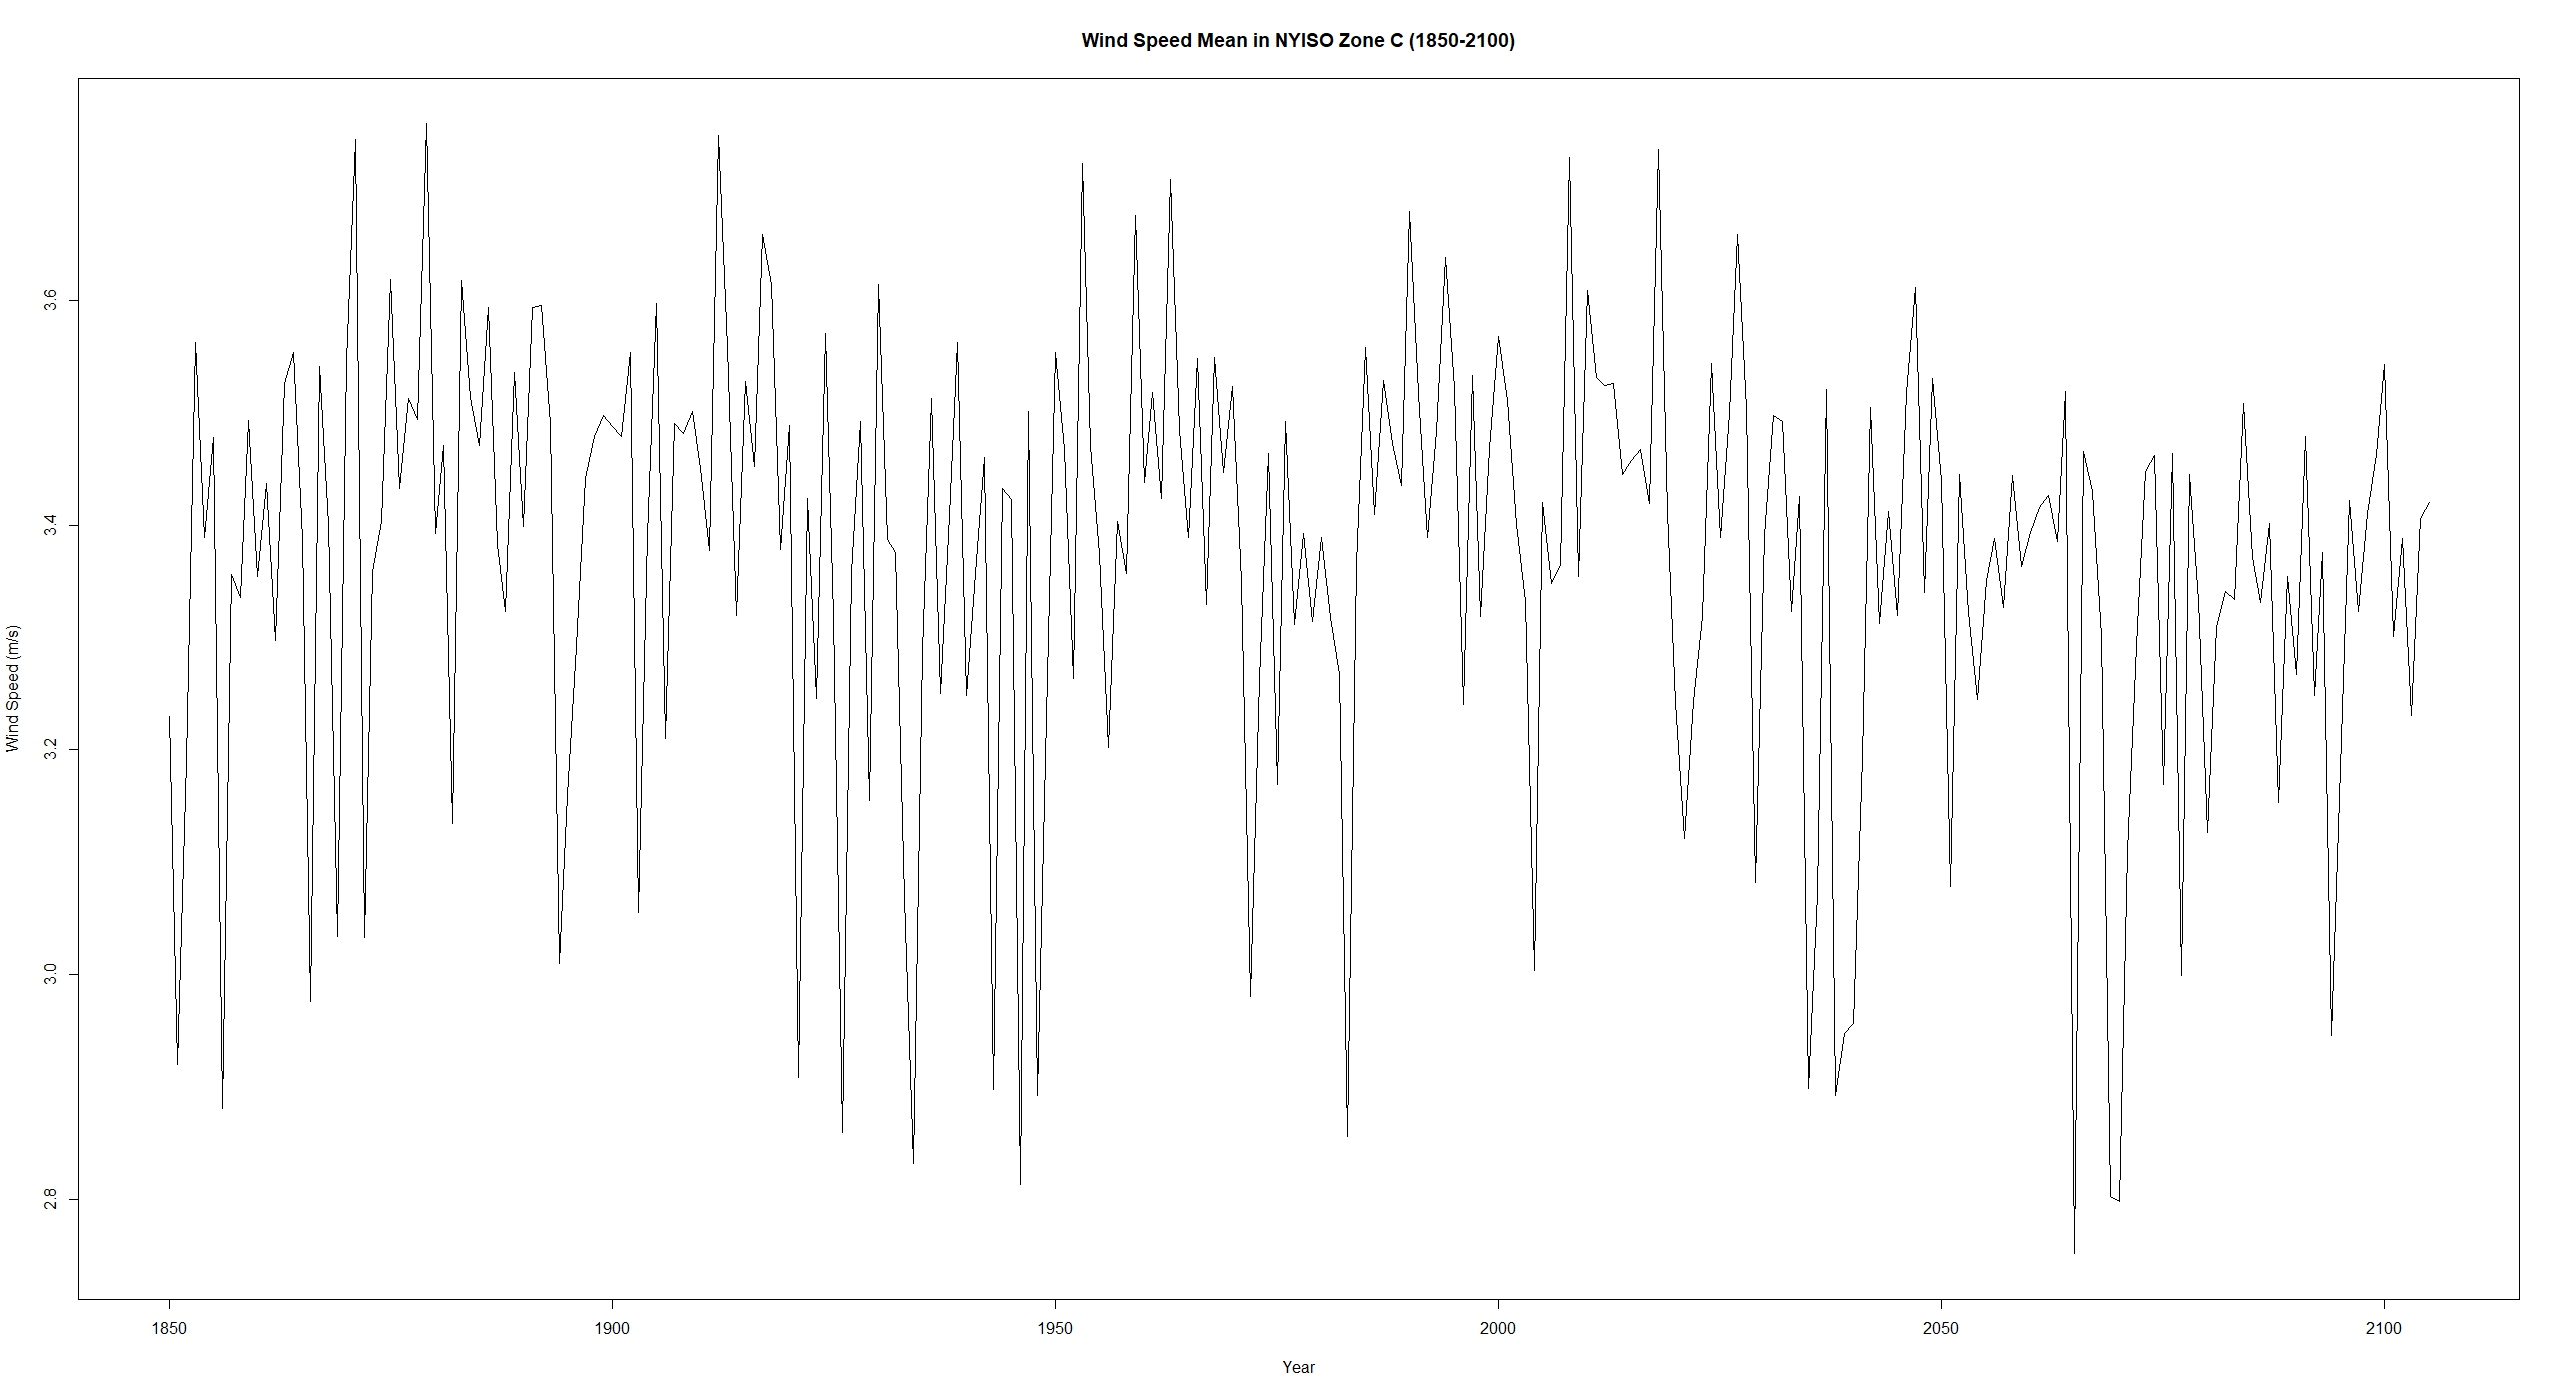 Wind Speed Mean in NYISO Zone C (1850-2100)
Wind Speed (m/s)
3.6
3.4
3.2
3.0
2.8
1850 1900 1950 2000 2050 2100
Year